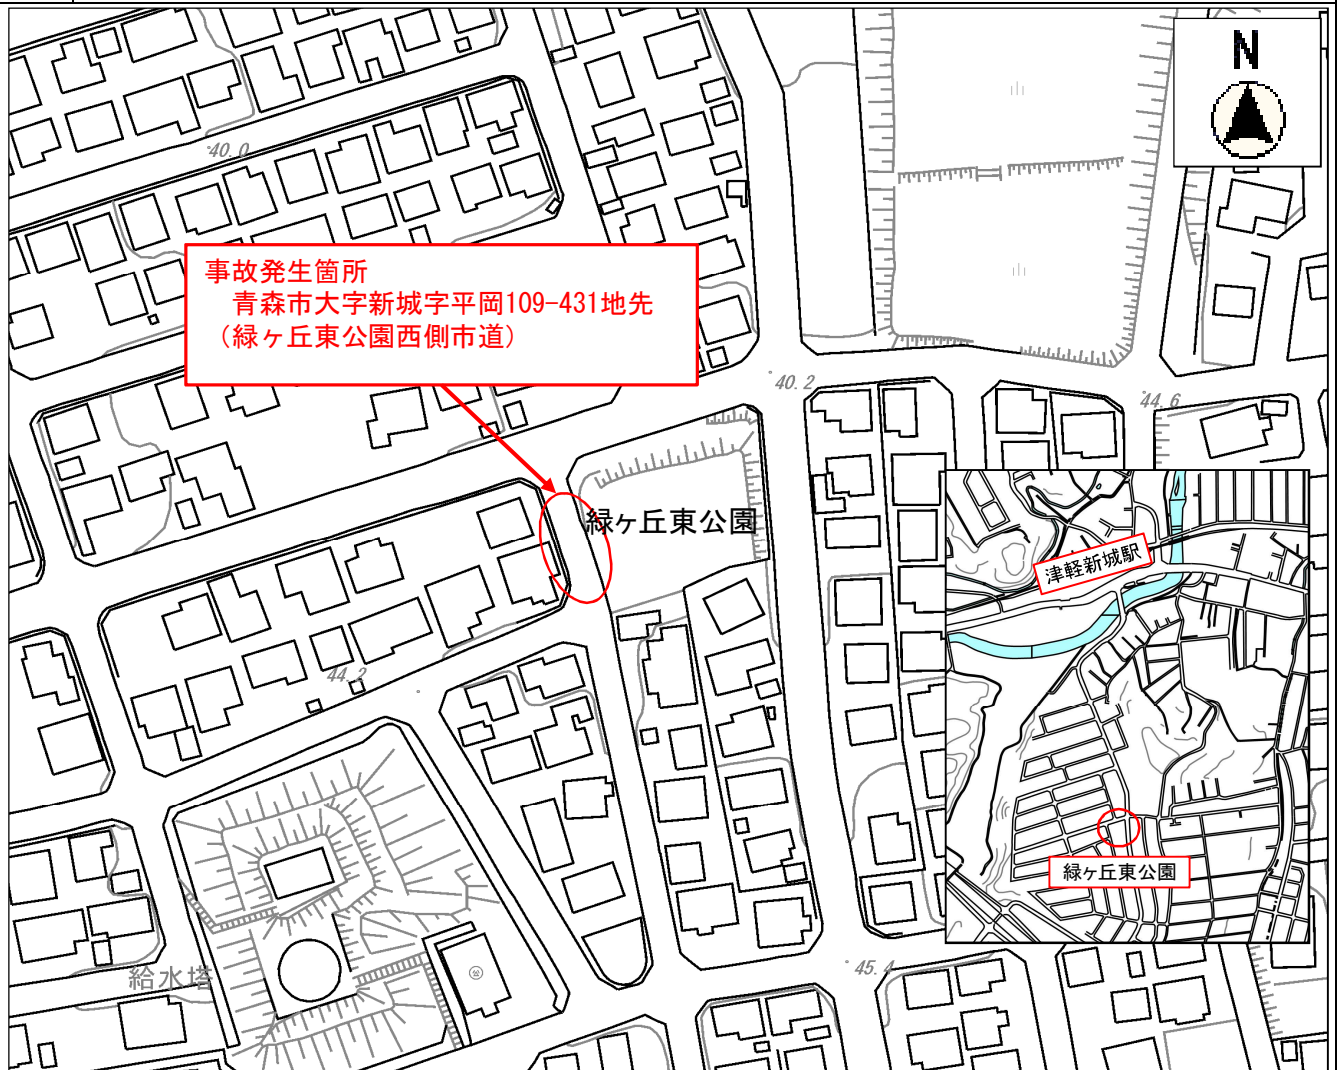 N
40.0
事故発生箇所
青森市大字新城字平岡109-431地先
(緑ヶ丘東公園西側市道)
40.2
44.6
緑ヶ丘東公園
津軽新城駅
44.2
緑ヶ丘東公園
45.4
給水塔